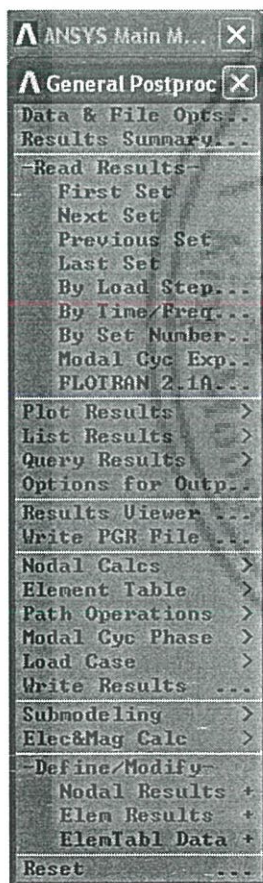 ANSYS Main M...
General Postproc
Data & File Opts..
Results Summary...
-Read Results-
First Set
Next Set
Previous Set
Last Set
By Load Step...
By Time/Freq...
By Set Number..
Modal Cyc Exp..
FLOTRAN 2.1A...
Plot Results >
List Results >
Query Results >
Options for Outp..
Results Viewer ...
Write PGR File ...
Nodal Calcs >
Element Table >
Path Operations >
Modal Cyc Phase >
Load Case >
Write Results ...
Submodeling >
Elec&Mag Calc >
-Define/Modify-
Nodal Results +
Elem Results +
ElemTabl Data +
Reset ...